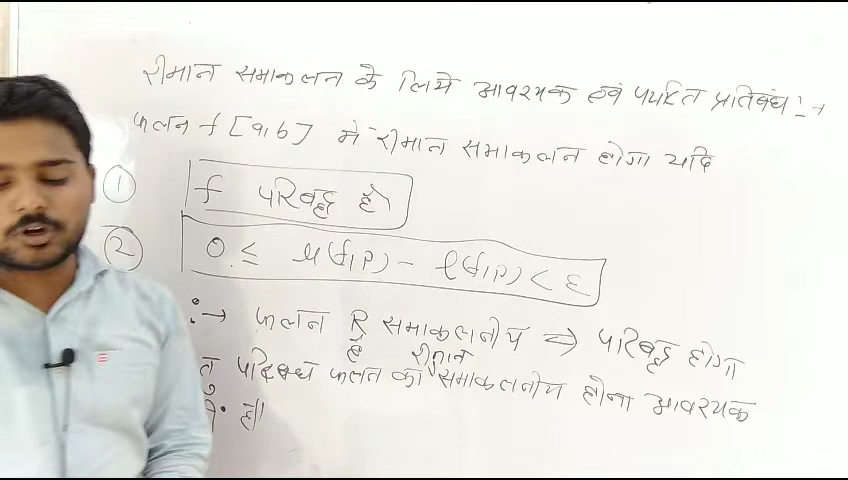 रीमान समाकलन के लिये आवश्यक एवं पर्याप्त प्रतिबंध :-→
फलन f [a,b] में रीमान समाकलन होगा यदि
① f परिबद्ध हो
② 0 ≤ u(f,P) - l(f,P) < ε
:→ फलन R समाकलनीय ⇒ परिबद्ध होगा
है रीमान
तु परिबध्ध फलन का समाकलनीय होना आवश्यक
है।